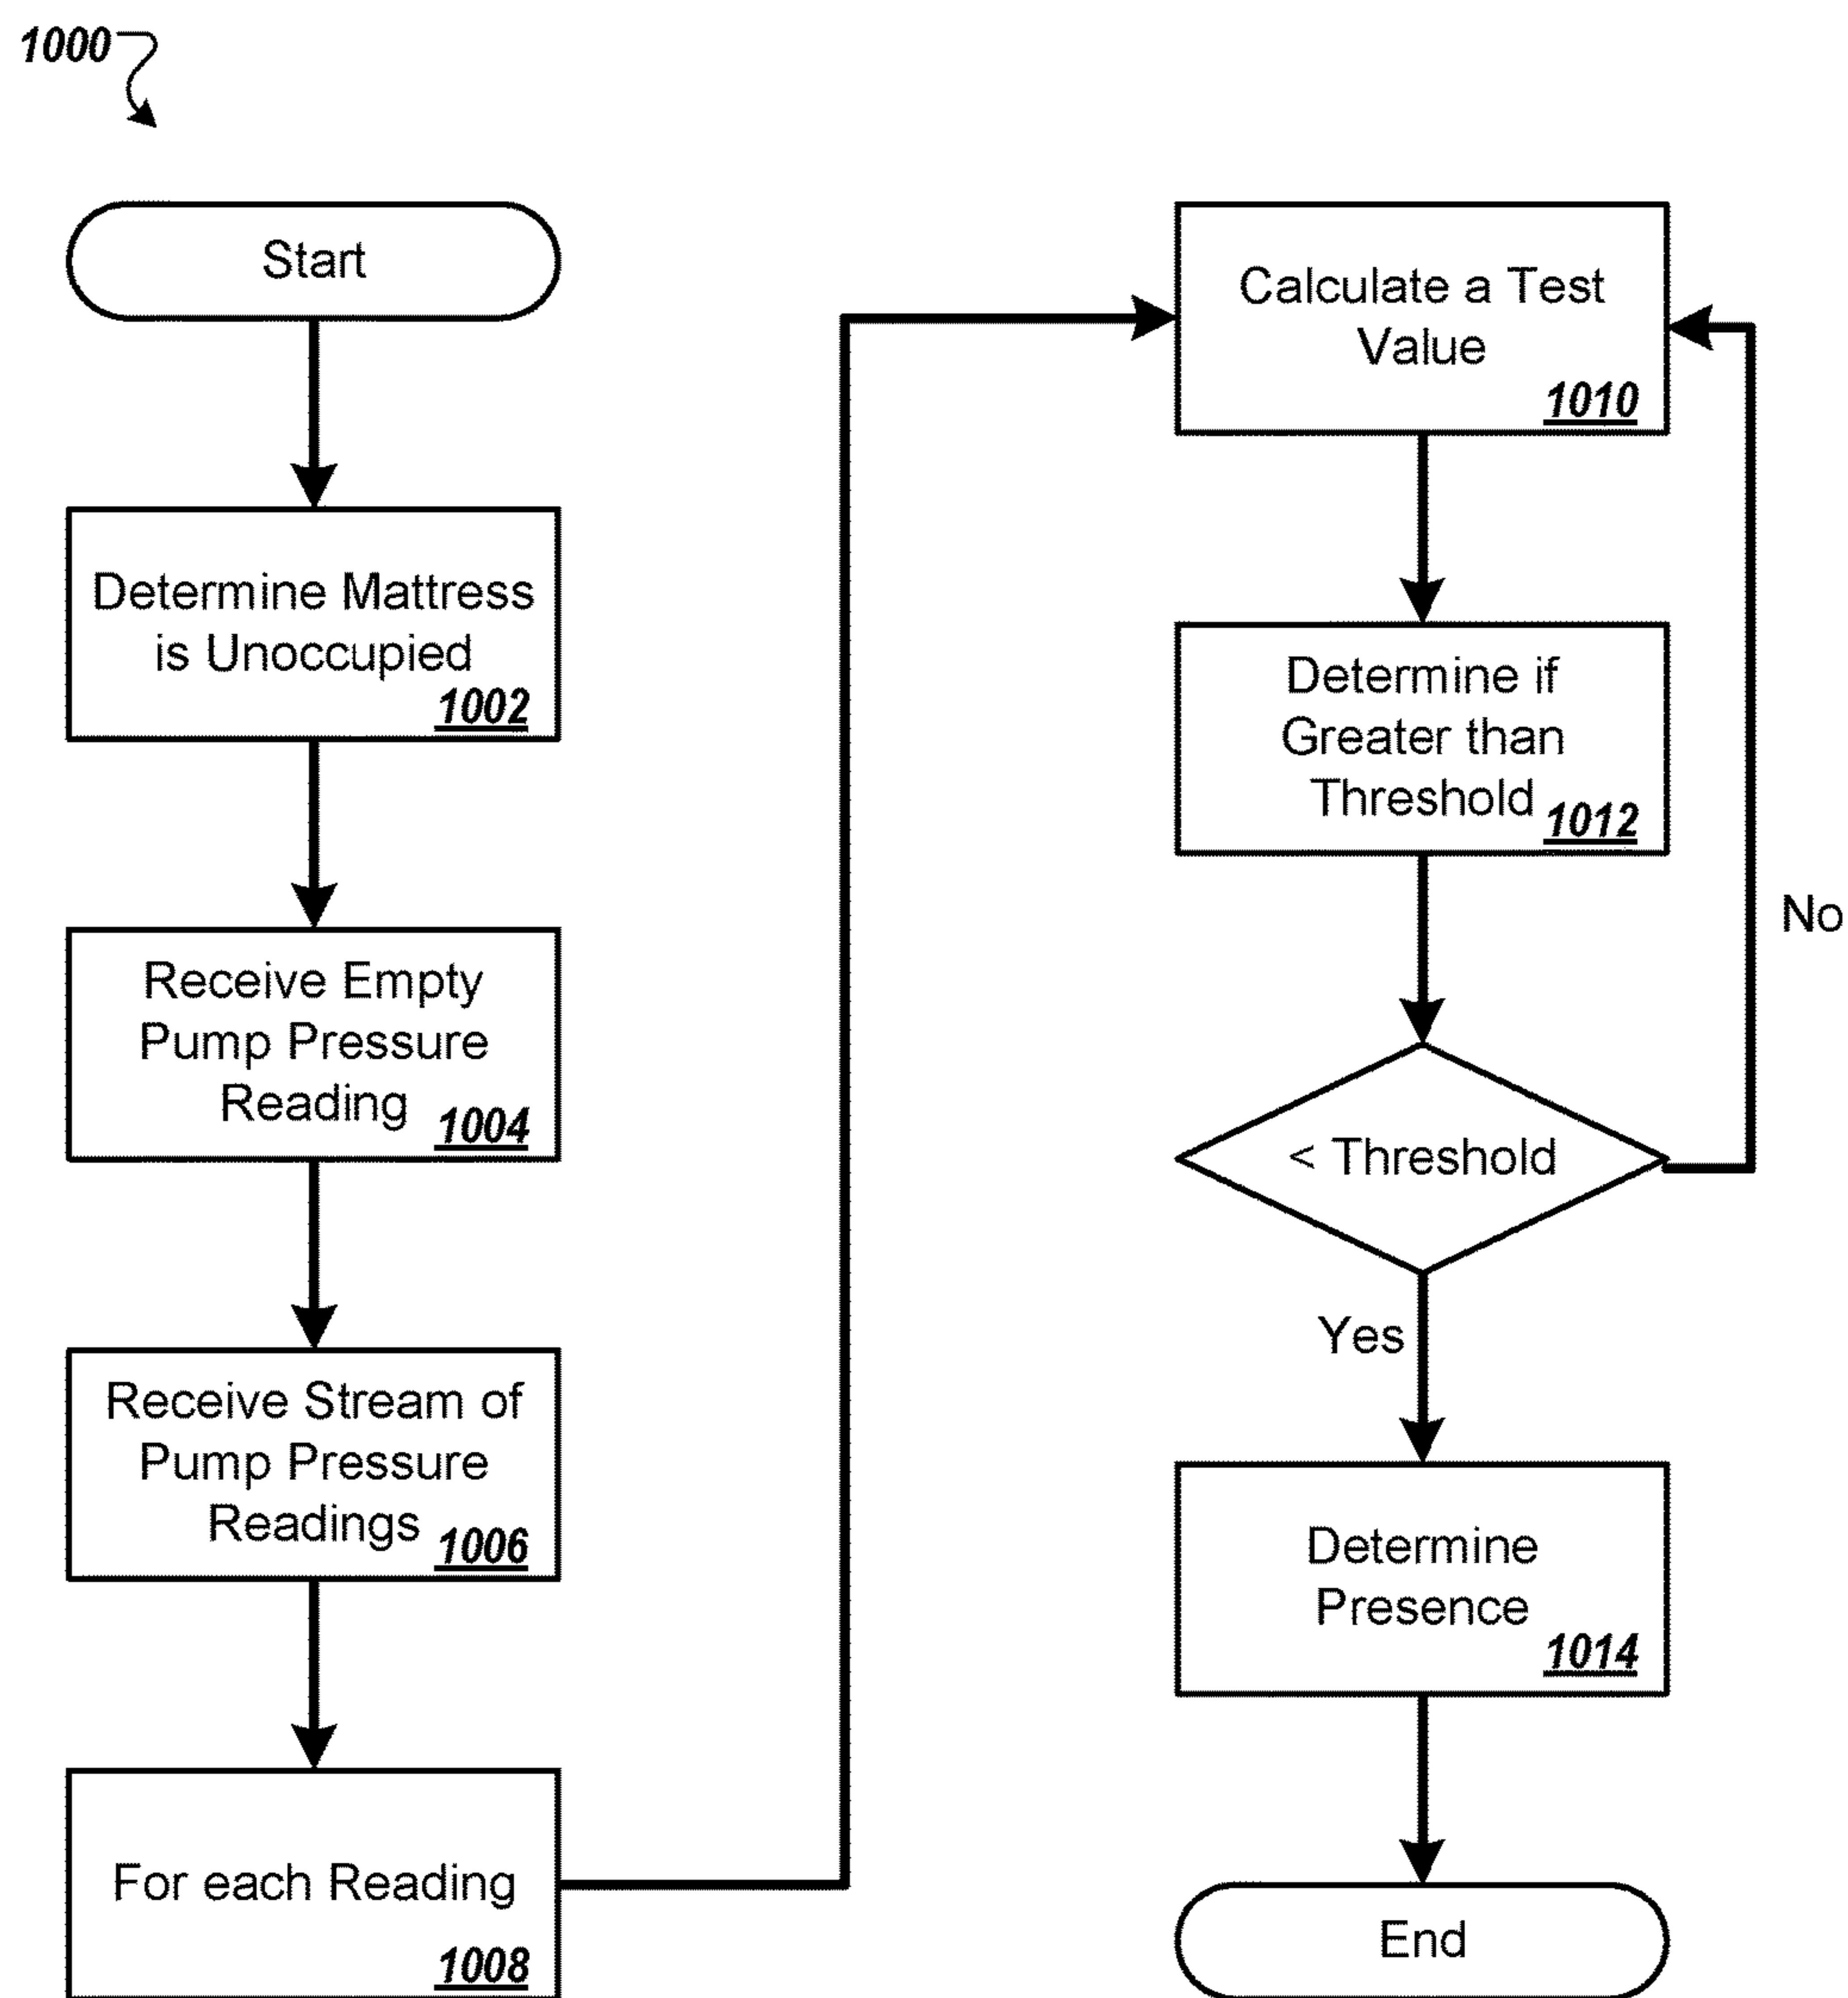 1000
Start
Determine Mattress
is Unoccupied
1002
Receive Empty
Pump Pressure
Reading
1004
Receive Stream of
Pump Pressure
Readings
1006
For each Reading
1008
Calculate a Test
Value
1010
Determine if
Greater than
Threshold
1012
No
< Threshold
Yes
Determine
Presence
1014
End